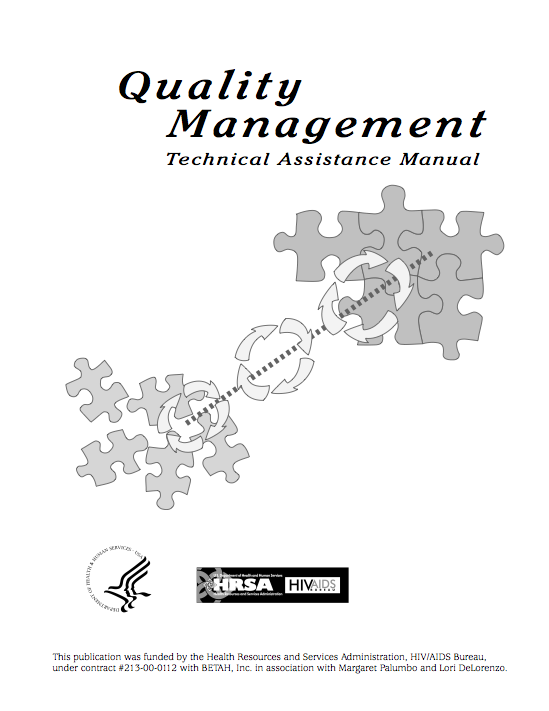 Quality
Management
Technical Assistance Manual
DEPARTMENT OF HEALTH & HUMAN SERVICES · USA
U.S. Department of Health and Human Services
HRSA
Health Resources and Services Administration
HIV/AIDS
BUREAU
This publication was funded by the Health Resources and Services Administration, HIV/AIDS Bureau,
under contract #213-00-0112 with BETAH, Inc. in association with Margaret Palumbo and Lori DeLorenzo.